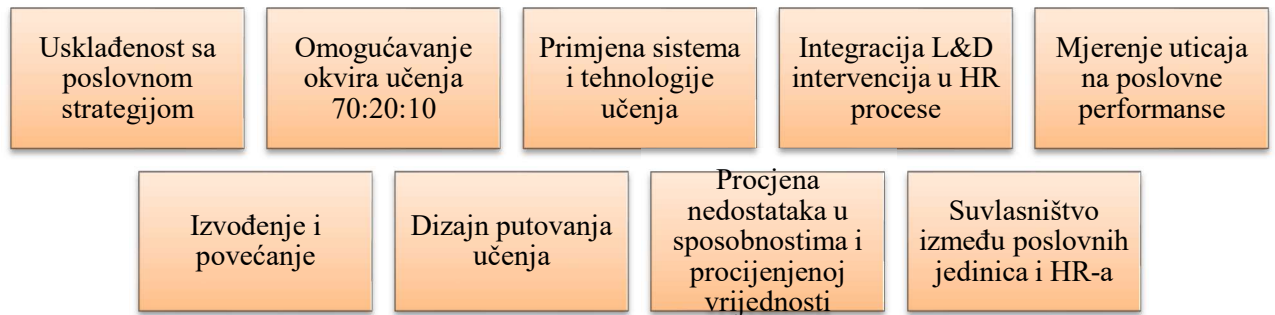 Usklađenost sa
poslovnom
strategijom
Omogućavanje
okvira učenja
70:20:10
Primjena sistema
i tehnologije
učenja
Integracija L&D
intervencija u HR
procese
Mjerenje uticaja
na poslovne
performanse
Izvođenje i
povećanje
Dizajn putovanja
učenja
Procjena
nedostataka u
sposobnostima i
procijenjenoj
vrijednosti
Suvlasništvo
između poslovnih
jedinica i HR-a